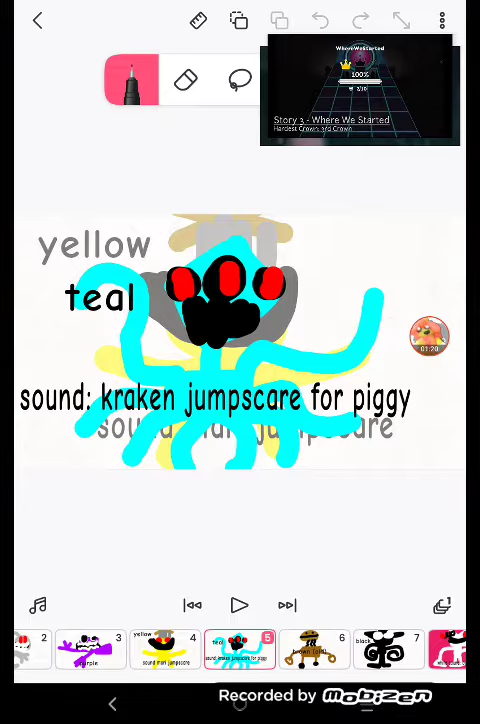 WhereWeStarted
100%
Story 3 - Where We Started
Hardest Crown: 3rd Crown
yellow
teal
01:20
sound: kraken jumpscare for piggy
jumpscare
2
3
purple
yellow
4
sound: man jumpscare
teal
5
sound: kraken jumpscare for piggy
6
brown (old)
black
7
1
Recorded by Mobizen